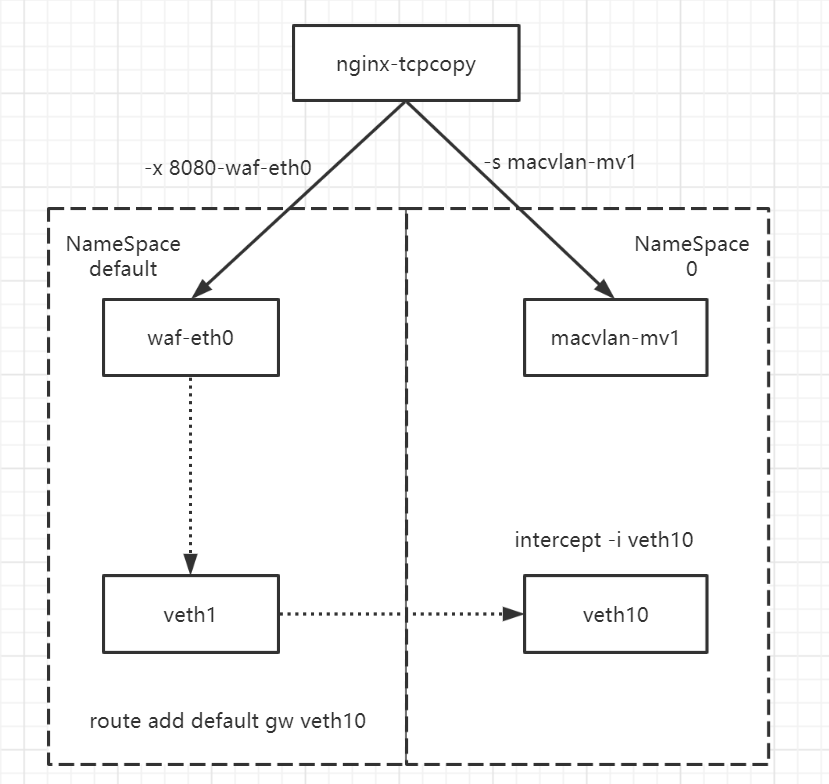 nginx-tcpcopy
-x 8080-waf-eth0
-s macvlan-mv1
NameSpace
default
NameSpace
0
waf-eth0
macvlan-mv1
intercept -i veth10
veth1
veth10
route add default gw veth10